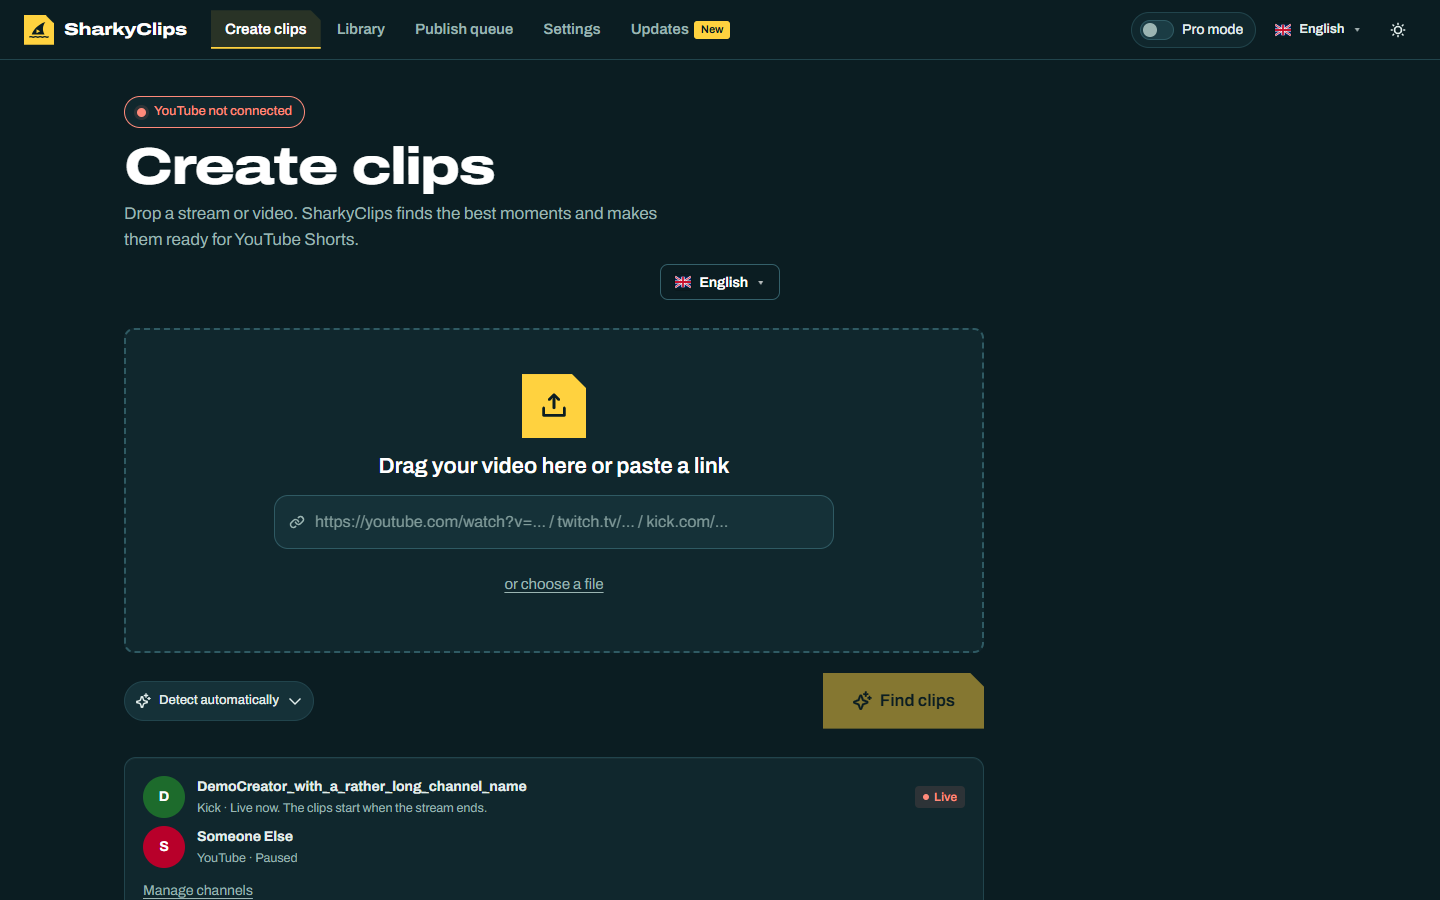 SharkyClips
Create clips
Library
Publish queue
Settings
Updates New
Pro mode
English
YouTube not connected
Create clips
Drop a stream or video. SharkyClips finds the best moments and makes
them ready for YouTube Shorts.
English
Drag your video here or paste a link
https://youtube.com/watch?v=... / twitch.tv/... / kick.com/...
or choose a file
Detect automatically
Find clips
D
DemoCreator_with_a_rather_long_channel_name
Kick · Live now. The clips start when the stream ends.
Live
S
Someone Else
YouTube · Paused
Manage channels